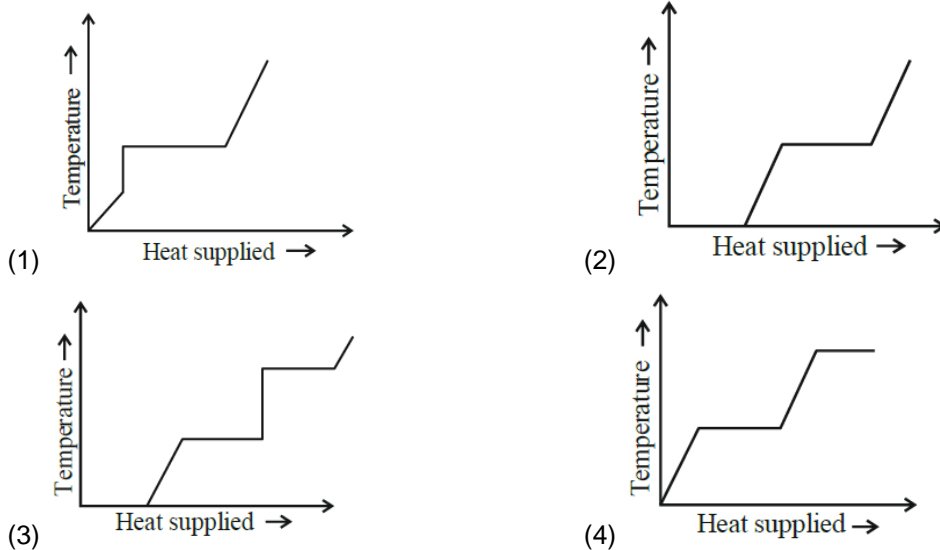 Temperature →
Heat supplied →
(1)
Temperature →
Heat supplied →
(2)
Temperature →
Heat supplied →
(3)
Temperature →
Heat supplied →
(4)